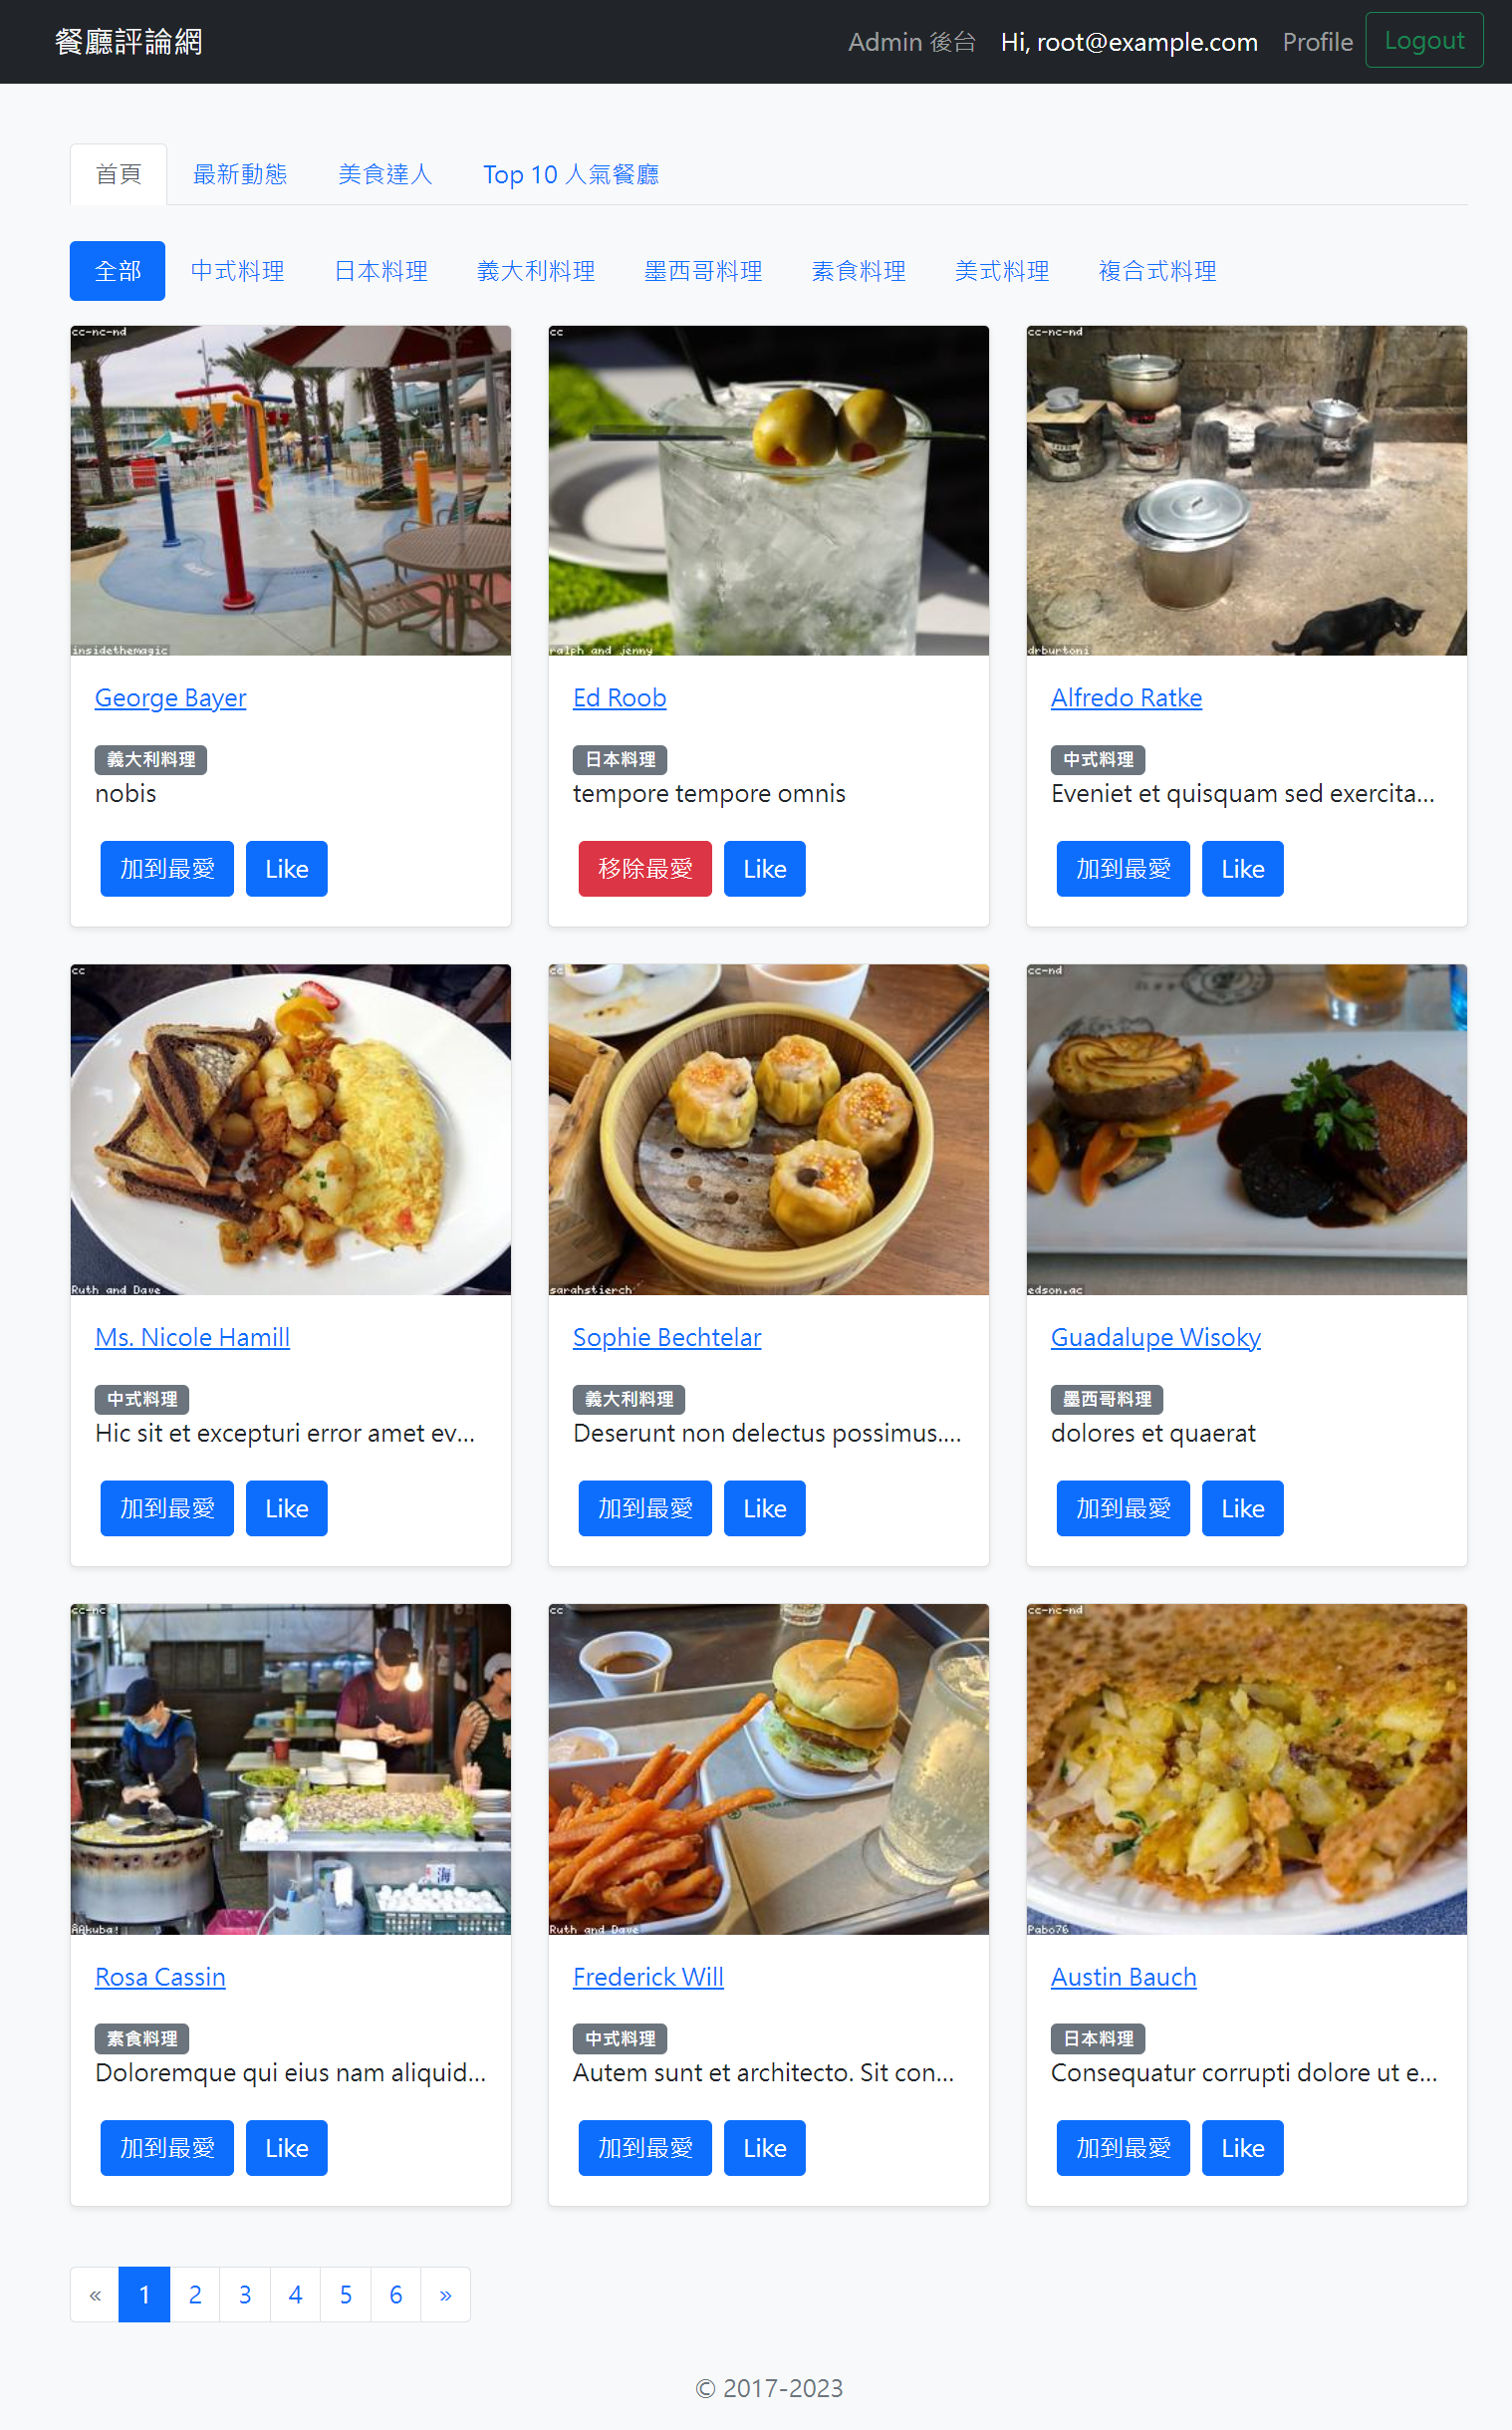 餐廳評論網
Admin 後台 Hi, root@example.com Profile Logout
首頁 最新動態 美食達人 Top 10 人氣餐廳
全部 中式料理 日本料理 義大利料理 墨西哥料理 素食料理 美式料理 複合式料理
cc-nc-nd
insidethemagic
George Bayer
義大利料理
nobis
加到最愛 Like
cc
ralph and jenny
Ed Roob
日本料理
tempore tempore omnis
移除最愛 Like
cc-nc-nd
drburtoni
Alfredo Ratke
中式料理
Eveniet et quisquam sed exercita...
加到最愛 Like
cc
Ruth and Dave
Ms. Nicole Hamill
中式料理
Hic sit et excepturi error amet ev...
加到最愛 Like
cc
sarahstierch
Sophie Bechtelar
義大利料理
Deserunt non delectus possimus....
加到最愛 Like
cc-nd
edson.ac
Guadalupe Wisoky
墨西哥料理
dolores et quaerat
加到最愛 Like
cc-nc
海
Rosa Cassin
素食料理
Doloremque qui eius nam aliquid...
加到最愛 Like
cc
Ruth and Dave
Frederick Will
中式料理
Autem sunt et architecto. Sit con...
加到最愛 Like
cc-nc-nd
Pabo76
Austin Bauch
日本料理
Consequatur corrupti dolore ut e...
加到最愛 Like
« 1 2 3 4 5 6 »
© 2017-2023